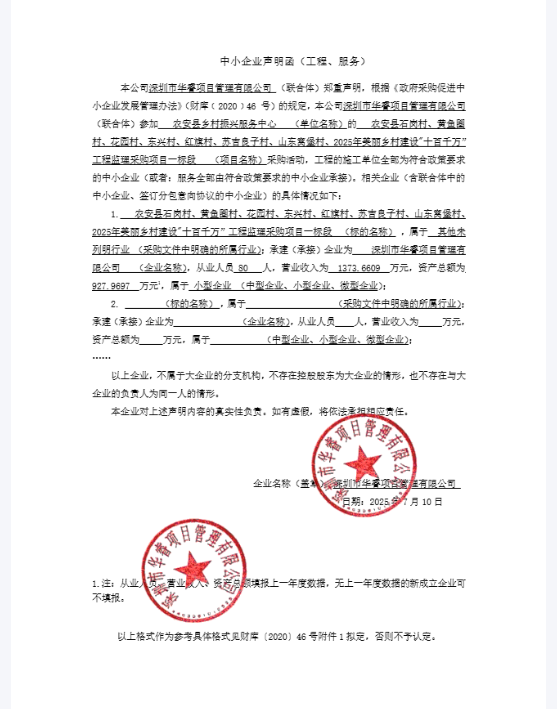 中小企业声明函（工程、服务）
本公司深圳市华睿项目管理有限公司（联合体）郑重声明，根据《政府采购促进中
小企业发展管理办法》（财库﹝2020﹞46 号）的规定，本公司深圳市华睿项目管理有限公司
（联合体）参加 农安县乡村振兴服务中心 （单位名称）的 农安县石岗村、黄鱼圈
村、花园村、东兴村、红旗村、苏吉良子村、山东窝堡村、2025年美丽乡村建设"十百千万"
工程监理采购项目一标段 （项目名称）采购活动，工程的施工单位全部为符合政策要求
的中小企业（或者：服务全部由符合政策要求的中小企业承接）。相关企业（含联合体中的
中小企业、签订分包意向协议的中小企业）的具体情况如下：
1. 农安县石岗村、黄鱼圈村、花园村、东兴村、红旗村、苏吉良子村、山东窝堡村、
2025年美丽乡村建设"十百千万" 工程监理采购项目一标段 （标的名称） ，属于 其他未
列明行业 （采购文件中明确的所属行业）；承建（承接）企业为 深圳市华睿项目管理有
限公司 （企业名称），从业人员 80 人，营业收入为 1373.6609 万元，资产总额为
927.9697 万元¹，属于 小型企业 （中型企业、小型企业、微型企业）；
2. （标的名称） ，属于 （采购文件中明确的所属行业）；
承建（承接）企业为 （企业名称），从业人员 人，营业收入为 万元，
资产总额为 万元，属于 （中型企业、小型企业、微型企业）；
……
以上企业，不属于大企业的分支机构，不存在控股股东为大企业的情形，也不存在与大
企业的负责人为同一人的情形。
本企业对上述声明内容的真实性负责。如有虚假，将依法承担相应责任。
企业名称（盖章）：深圳市华睿项目管理有限公司
日期：2025 年 7 月 10 日
深圳市华睿项目管理有限公司
深圳市华睿项目管理有限公司
1.注：从业人员、营业收入、资产总额填报上一年度数据，无上一年度数据的新成立企业可
不填报。
以上格式作为参考具体格式见财库﹝2020﹞46 号附件 1 拟定，否则不予认定。